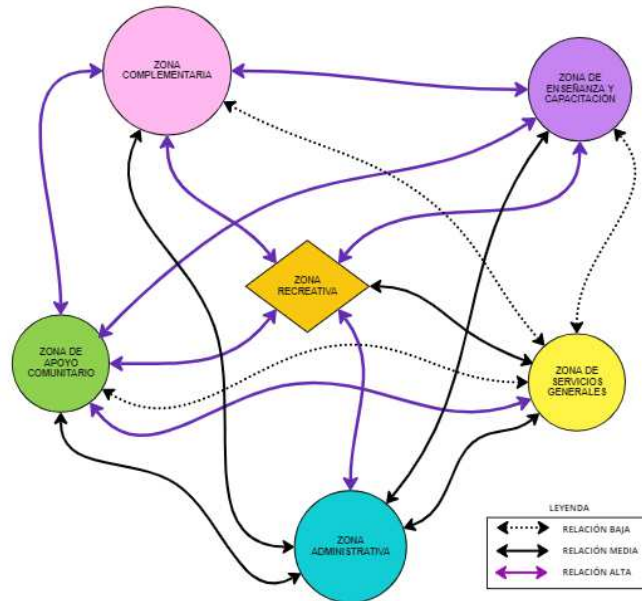 ZONA
COMPLEMENTARIA
ZONA DE
ENSEÑANZA Y
CAPACITACIÓN
ZONA
RECREATIVA
ZONA DE
APOYO
COMUNITARIO
ZONA DE
SERVICIOS
GENERALES
ZONA
ADMINISTRATIVA
LEYENDA
RELACIÓN BAJA
RELACIÓN MEDIA
RELACIÓN ALTA